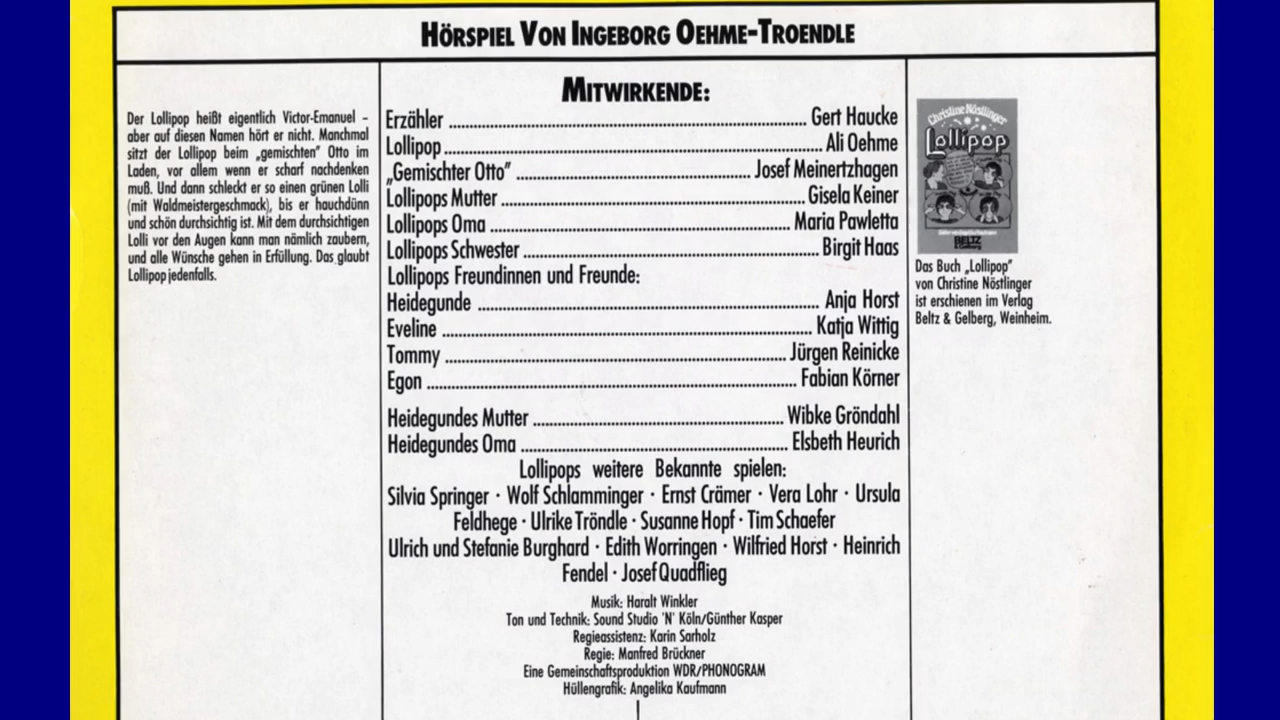 HÖRSPIEL VON INGEBORG OEHME-TROENDLE
Der Lollipop heißt eigentlich Victor-Emanuel –
aber auf diesen Namen hört er nicht. Manchmal
sitzt der Lollipop beim „gemischten" Otto im
Laden, vor allem wenn er scharf nachdenken
muß. Und dann schleckt er so einen grünen Lolli
(mit Waldmeistergeschmack), bis er hauchdünn
und schön durchsichtig ist. Mit dem durchsichtigen
Lolli vor den Augen kann man nämlich zaubern,
und alle Wünsche gehen in Erfüllung. Das glaubt
Lollipop jedenfalls.
MITWIRKENDE:
Erzähler ........ Gert Haucke
Lollipop ........ Ali Oehme
„Gemischter Otto" ........ Josef Meinertzhagen
Lollipops Mutter ........ Gisela Keiner
Lollipops Oma ........ Maria Pawletta
Lollipops Schwester ........ Birgit Haas
Lollipops Freundinnen und Freunde:
Heidegunde ........ Anja Horst
Eveline ........ Katja Wittig
Tommy ........ Jürgen Reinicke
Egon ........ Fabian Körner
Heidegundes Mutter ........ Wibke Gröndahl
Heidegundes Oma ........ Elsbeth Heurich
Lollipops weitere Bekannte spielen:
Silvia Springer · Wolf Schlamminger · Ernst Crämer · Vera Lohr · Ursula
Feldhege · Ulrike Tröndle · Susanne Hopf · Tim Schaefer
Ulrich und Stefanie Burghard · Edith Worringen · Wilfried Horst · Heinrich
Fendel · Josef Quadflieg
Musik: Haralt Winkler
Ton und Technik: Sound Studio 'N' Köln/Günther Kasper
Regieassistenz: Karin Sarholz
Regie: Manfred Brückner
Eine Gemeinschaftsproduktion WDR/PHONOGRAM
Hüllengrafik: Angelika Kaufmann
Christine Nöstlinger
Lollipop
BELTZ
Das Buch „Lollipop"
von Christine Nöstlinger
ist erschienen im Verlag
Beltz & Gelberg, Weinheim.